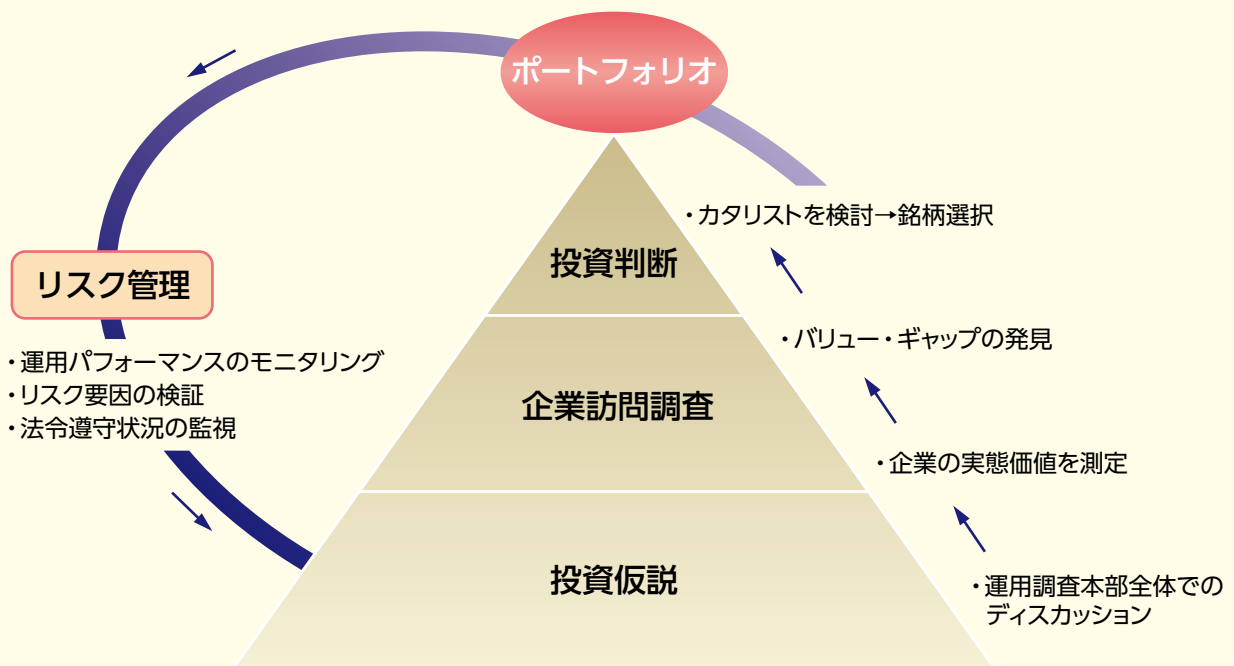 ポートフォリオ
・カタリストを検討→銘柄選択
投資判断
リスク管理
・バリュー・ギャップの発見
・運用パフォーマンスのモニタリング
・リスク要因の検証
・法令遵守状況の監視
企業訪問調査
・企業の実態価値を測定
投資仮説
・運用調査本部全体での
ディスカッション